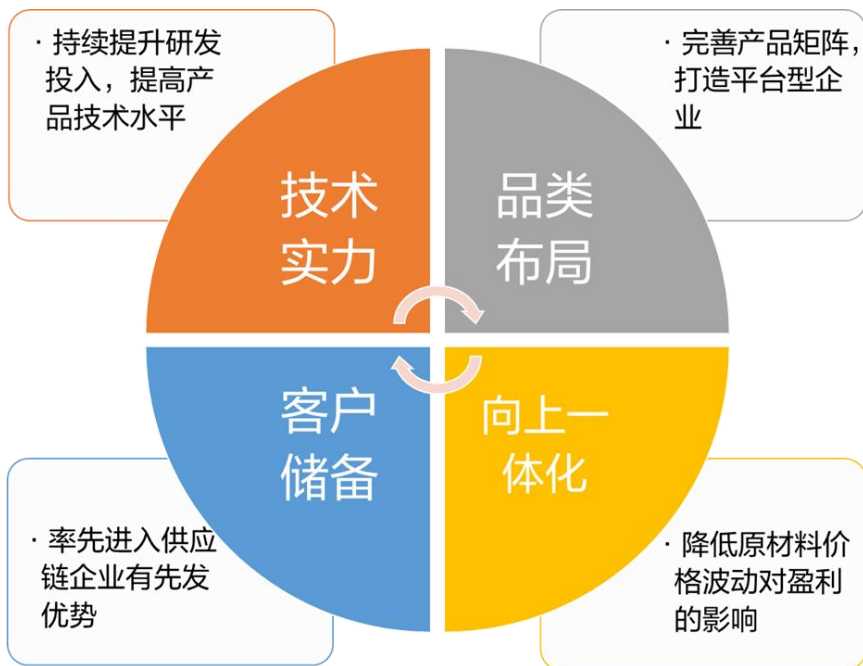 · 持续提升研发
投入，提高产
品技术水平
技术
实力
· 完善产品矩阵，
打造平台型企
业
品类
布局
客户
储备
· 率先进入供应
链企业有先发
优势
向上一
体化
· 降低原材料价
格波动对盈利
的影响